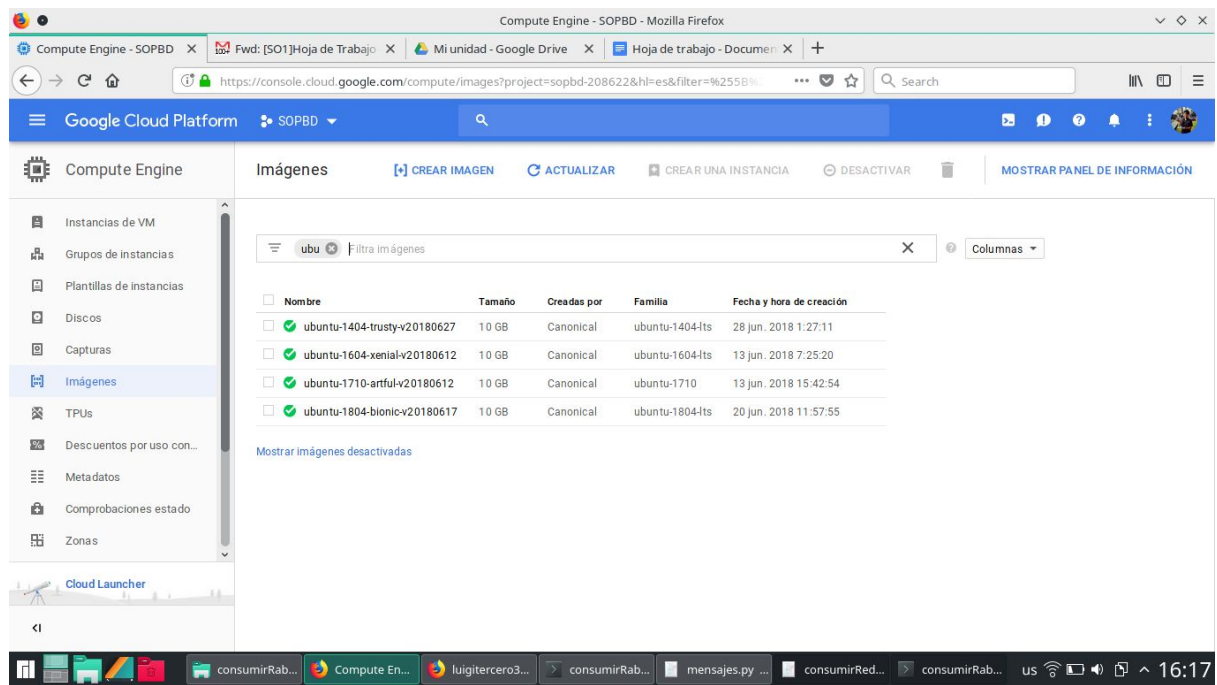 Compute Engine - SOPBD - Mozilla Firefox
Compute Engine - SOPBD
Fwd: [SO1]Hoja de Trabajo
Mi unidad - Google Drive
Hoja de trabajo - Documen
https://console.cloud.google.com/compute/images?project=sopbd-208622&hl=es&filter=%255B%
Search
Google Cloud Platform
SOPBD
Compute Engine
Imágenes
CREAR IMAGEN
ACTUALIZAR
CREAR UNA INSTANCIA
DESACTIVAR
MOSTRAR PANEL DE INFORMACIÓN
Instancias de VM
Grupos de instancias
Plantillas de instancias
Discos
Capturas
Imágenes
TPUs
Descuentos por uso con...
Metadatos
Comprobaciones estado
Zonas
Cloud Launcher
ubu Filtra imágenes
Columnas
Nombre Tamaño Creadas por Familia Fecha y hora de creación
ubuntu-1404-trusty-v20180627 10 GB Canonical ubuntu-1404-lts 28 jun. 2018 1:27:11
ubuntu-1604-xenial-v20180612 10 GB Canonical ubuntu-1604-lts 13 jun. 2018 7:25:20
ubuntu-1710-artful-v20180612 10 GB Canonical ubuntu-1710 13 jun. 2018 15:42:54
ubuntu-1804-bionic-v20180617 10 GB Canonical ubuntu-1804-lts 20 jun. 2018 11:57:55
Mostrar imágenes desactivadas
consumirRab...
Compute En...
luigitercero3...
consumirRab...
mensajes.py ...
consumirRed...
consumirRab...
us
16:17